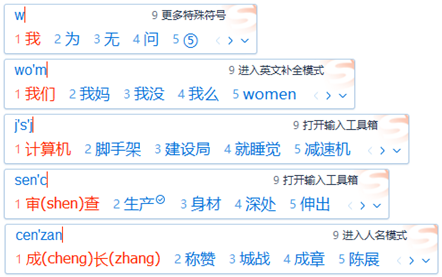 w
9 更多特殊符号
1 我 2 为 3 无 4 问 5 ⑤
wo'm
9 进入英文补全模式
1 我们 2 我妈 3 我没 4 我么 5 women
j's'j
9 打开输入工具箱
1 计算机 2 脚手架 3 建设局 4 就睡觉 5 减速机
sen'c
9 打开输入工具箱
1 审(shen)查 2 生产 3 身材 4 深处 5 伸出
cen'zan
9 进入人名模式
1 成(cheng)长(zhang) 2 称赞 3 城战 4 成章 5 陈展